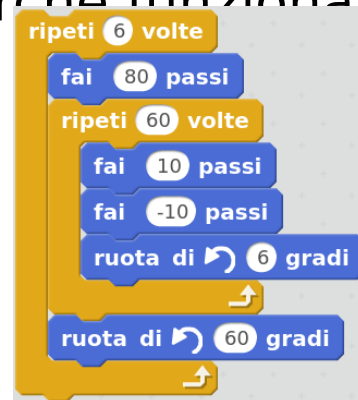 ripeti 6 volte
fai 80 passi
ripeti 60 volte
fai 10 passi
fai -10 passi
ruota di 6 gradi
ruota di 60 gradi